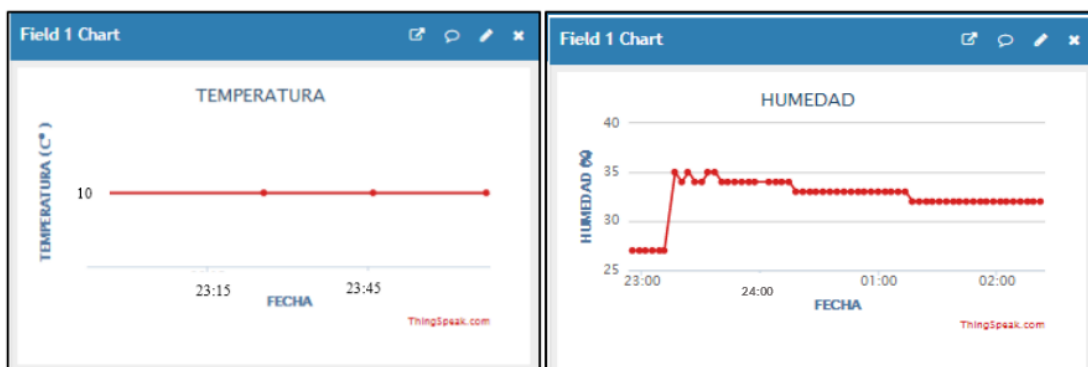 Field 1 Chart
TEMPERATURA
TEMPERATURA (C°)
10
23:15
23:45
FECHA
ThingSpeak.com
Field 1 Chart
HUMEDAD
HUMEDAD (%)
40
35
30
25
23:00
24:00
01:00
02:00
FECHA
ThingSpeak.com